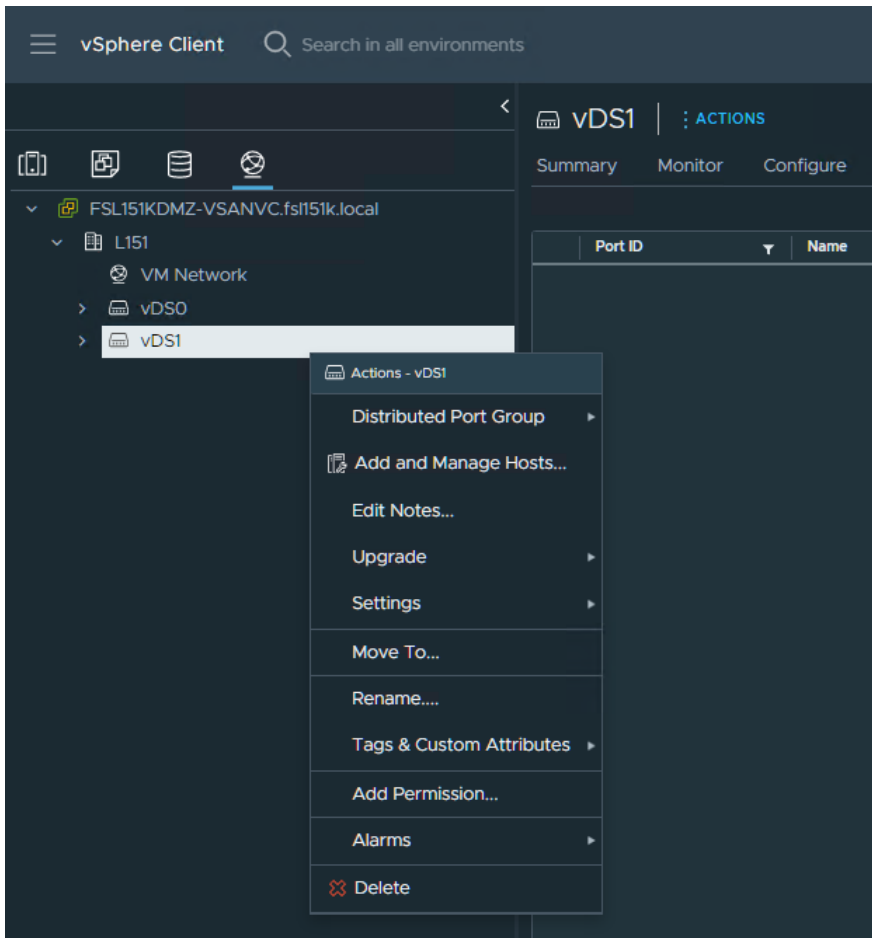 vSphere Client
Search in all environments
vDS1
ACTIONS
Summary Monitor Configure
FSL151KDMZ-VSANVC.fsl151k.local
L151
Port ID Name
VM Network
vDS0
vDS1
Actions - vDS1
Distributed Port Group
Add and Manage Hosts...
Edit Notes...
Upgrade
Settings
Move To...
Rename....
Tags & Custom Attributes
Add Permission...
Alarms
Delete